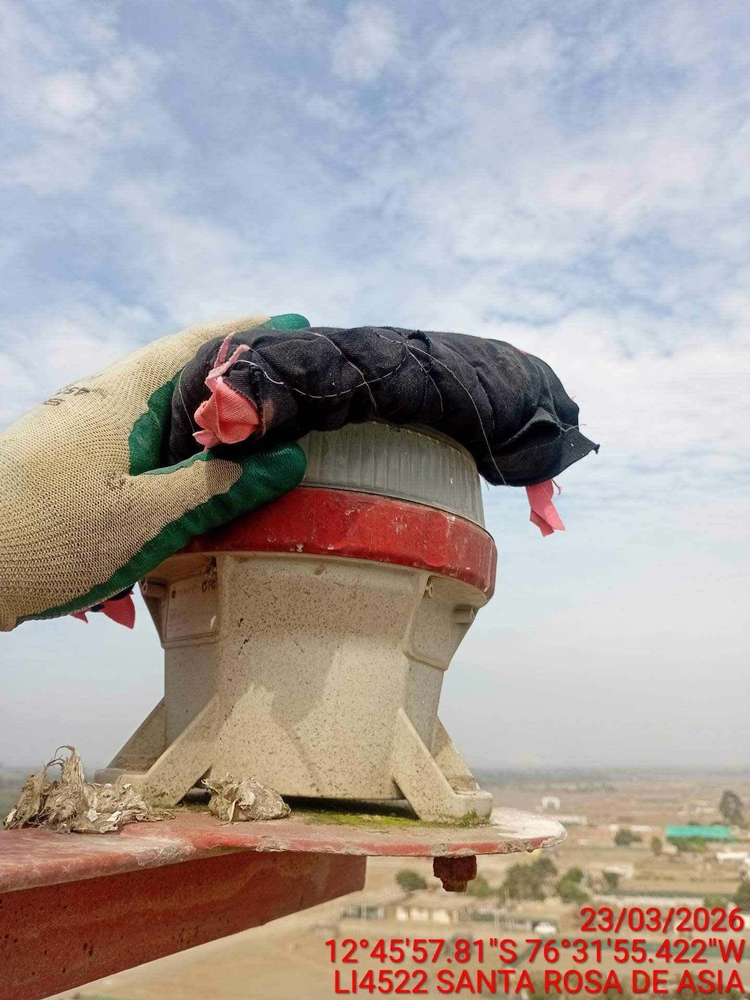 23/03/2026
12°45'57.81"S 76°31'55.422"W
LI4522 SANTA ROSA DE ASIA